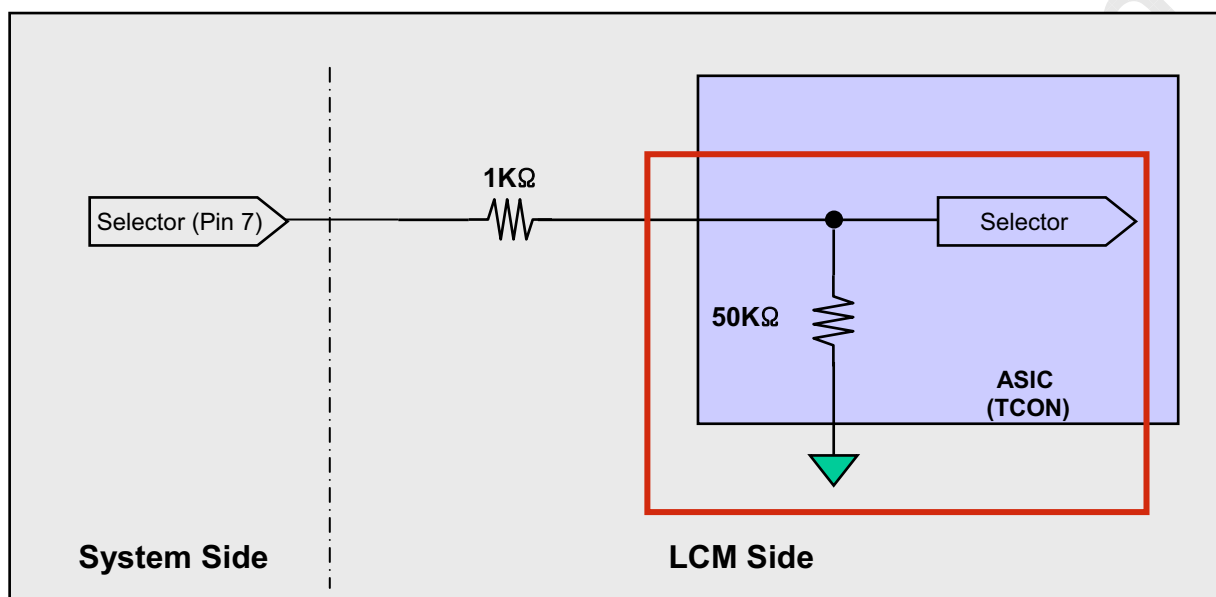 1KΩ
Selector (Pin 7)
Selector
50KΩ
ASIC
(TCON)
System Side
LCM Side